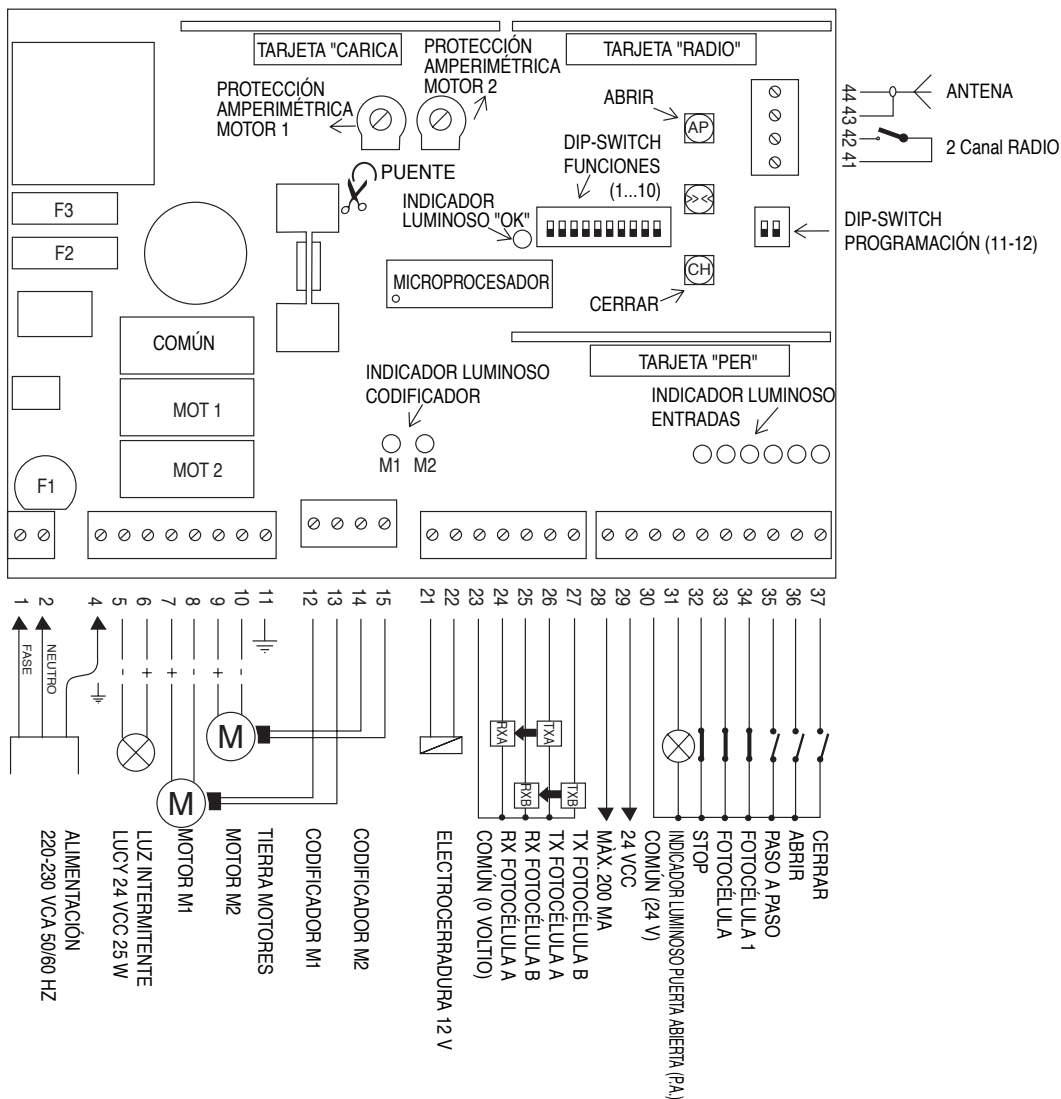 TARJETA "CARICA
PROTECCIÓN
AMPERIMÉTRICA
MOTOR 2
TARJETA "RADIO"
PROTECCIÓN
AMPERIMÉTRICA
MOTOR 1
ABRIR
AP
44
43
42
41
ANTENA
2 Canal RADIO
DIP-SWITCH
FUNCIONES
(1...10)
PUENTE
INDICADOR
LUMINOSO "OK"
>> <<
DIP-SWITCH
PROGRAMACIÓN (11-12)
F3
F2
MICROPROCESADOR
CH
CERRAR
COMÚN
MOT 1
MOT 2
F1
TARJETA "PER"
INDICADOR LUMINOSO
CODIFICADOR
M1 M2
INDICADOR LUMINOSO
ENTRADAS
1 2 4 5 6 7 8 9 10 11 12 13 14 15 21 22 23 24 25 26 27 28 29 30 31 32 33 34 35 36 37
FASE
NEUTRO
- + + - + -
M
M
RXA
TXA
RXB
TXB
ALIMENTACIÓN
220-230 VCA 50/60 HZ
LUZ INTERMITENTE
LUCY 24 VCC 25 W
MOTOR M1
MOTOR M2
TIERRA MOTORES
CODIFICADOR M1
CODIFICADOR M2
ELECTROCERRADURA 12 V
COMÚN (0 VOLTIO)
RX FOTOCÉLULA A
RX FOTOCÉLULA B
TX FOTOCÉLULA A
TX FOTOCÉLULA B
MÀX. 200 MA
24 VCC
COMÚN (24 V)
INDICADOR LUMINOSO PUERTA ABIERTA (P.A.)
STOP
FOTOCÉLULA
FOTOCÉLULA 1
PASO A PASO
ABRIR
CERRAR